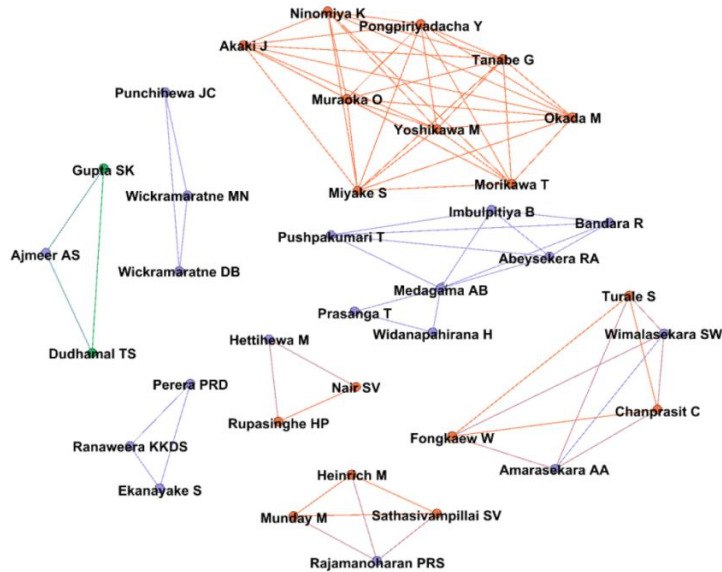 Ninomiya K
Pongpiriyadacha Y
Akaki J
Tanabe G
Punchihewa JC
Muraoka O
Okada M
Yoshikawa M
Gupta SK
Miyake S
Morikawa T
Wickramaratne MN
Imbulpitiya B
Bandara R
Pushpakumari T
Ajmeer AS
Abeysekera RA
Wickramaratne DB
Medagama AB
Turale S
Prasanga T
Widanapahirana H
Wimalasekara SW
Hettihewa M
Dudhamal TS
Perera PRD
Nair SV
Chanprasit C
Rupasinghe HP
Fongkaew W
Ranaweera KKDS
Amarasekara AA
Heinrich M
Ekanayake S
Munday M
Sathasivampillai SV
Rajamanoharan PRS